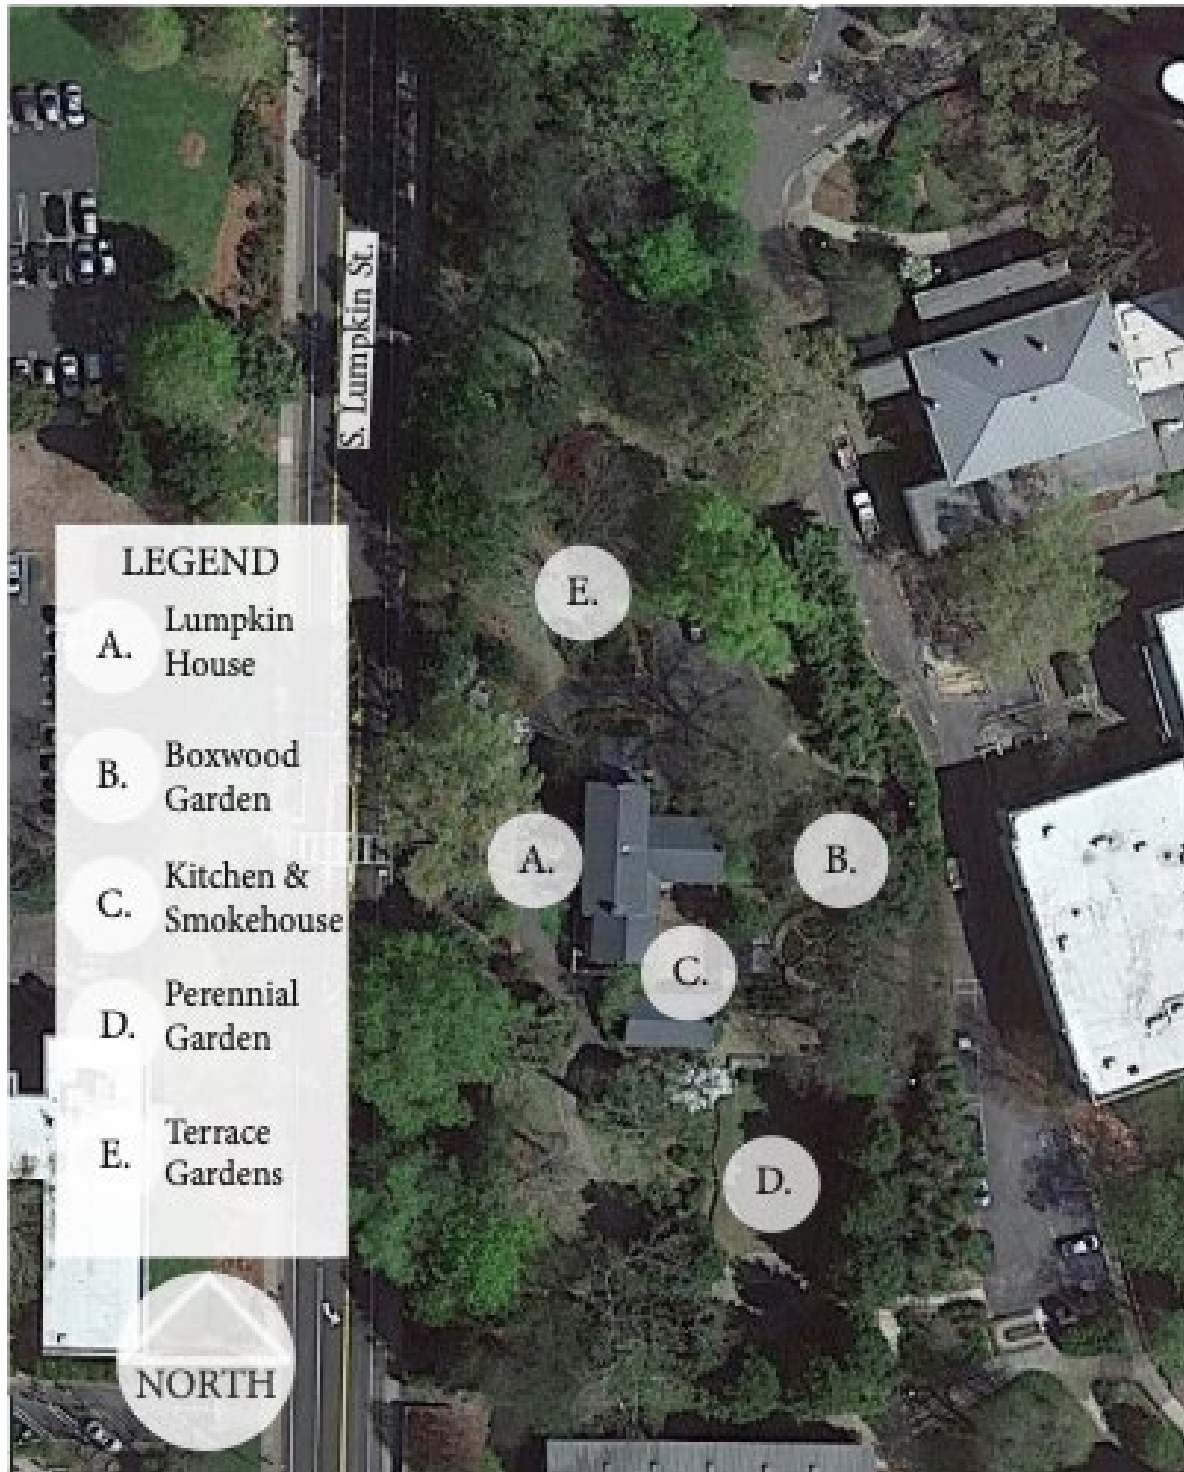 S. Lumpkin St.
LEGEND
A. Lumpkin
House
B. Boxwood
Garden
C. Kitchen &
Smokehouse
D. Perennial
Garden
E. Terrace
Gardens
NORTH
E.
A.
B.
C.
D.